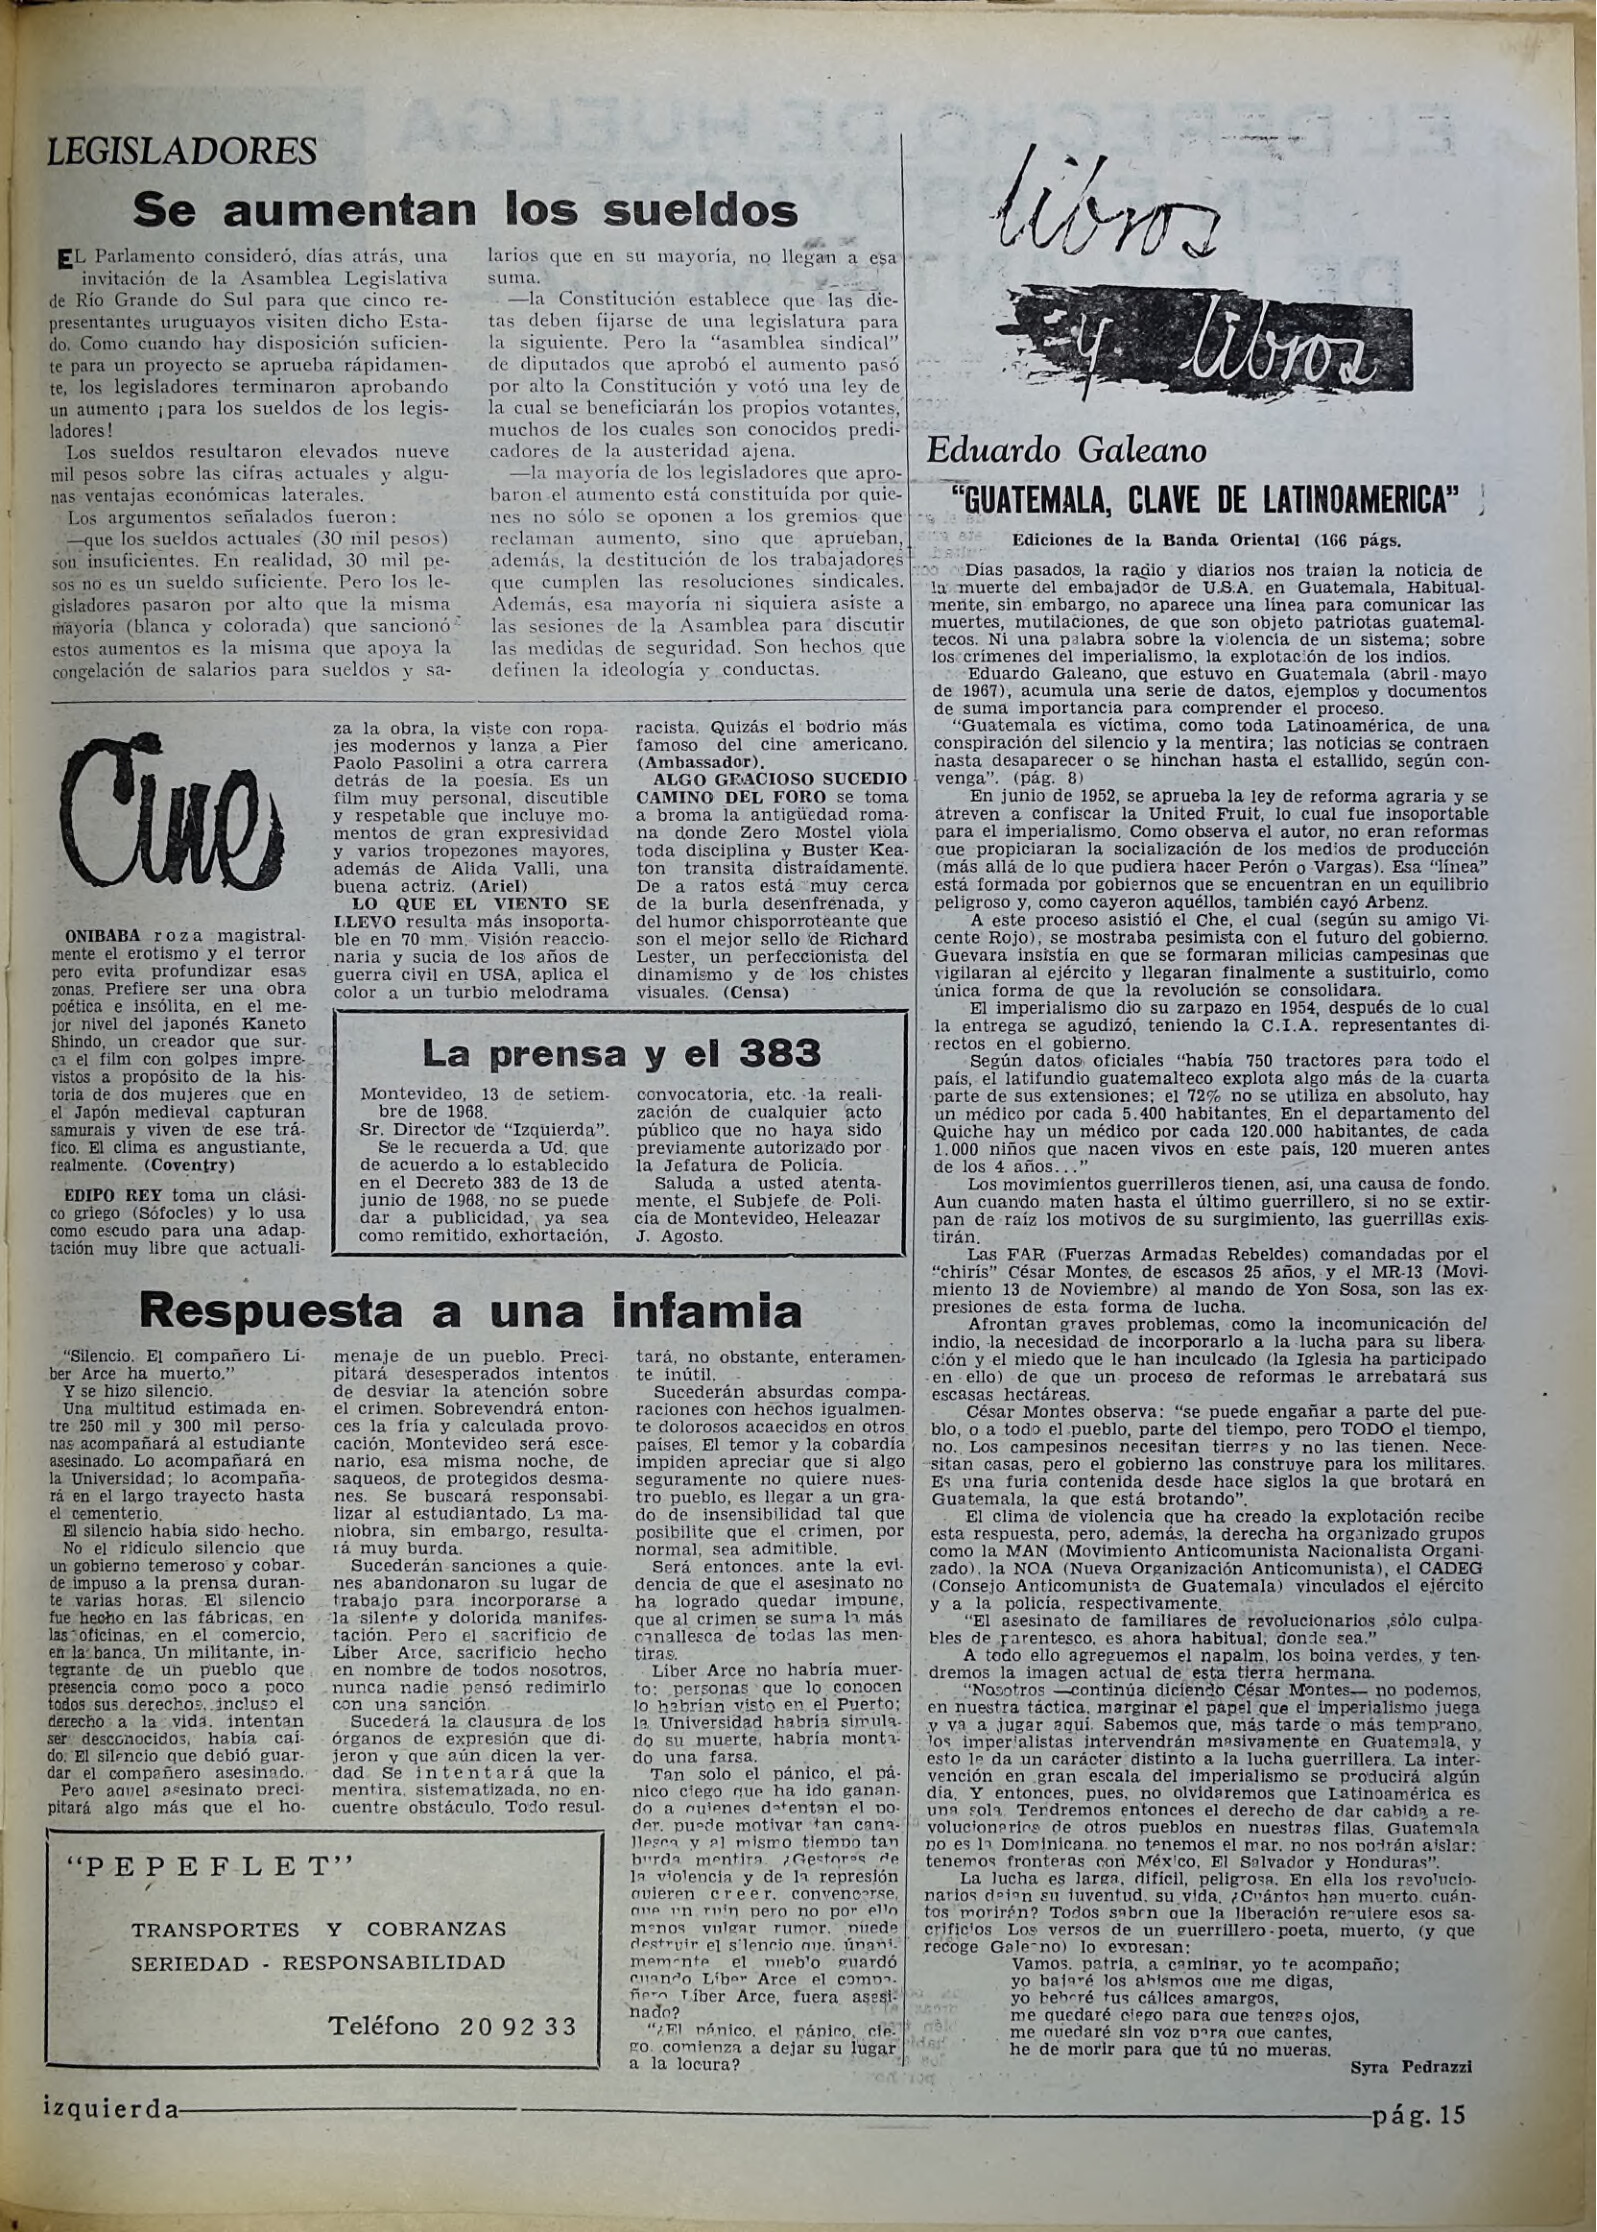 LEGISLADORES
Se aumentan los sueldos
EL Parlamento consideró, días atrás, una
invitación de la Asamblea Legislativa
de Río Grande do Sul para que cinco re-
presentantes uruguayos visiten dicho Esta-
do. Como cuando hay disposición suficien-
te para un proyecto se aprueba rápidamen-
te, los legisladores terminaron aprobando
un aumento ¡para los sueldos de los legis-
ladores!
Los sueldos resultaron elevados nueve
mil pesos sobre las cifras actuales y algu-
nas ventajas económicas laterales.
Los argumentos señalados fueron:
—que los sueldos actuales (30 mil pesos)
son insuficientes. En realidad, 30 mil pe-
sos no es un sueldo suficiente. Pero los le-
gisladores pasaron por alto que la misma
mayoría (blanca y colorada) que sancionó
estos aumentos es la misma que apoya la
congelación de salarios para sueldos y sa-
larios que en su mayoría, no llegan a esa
suma.
—la Constitución establece que las die-
tas deben fijarse de una legislatura para
la siguiente. Pero la "asamblea sindical"
de diputados que aprobó el aumento pasó
por alto la Constitución y votó una ley de
la cual se beneficiarán los propios votantes,
muchos de los cuales son conocidos predi-
cadores de la austeridad ajena.
—la mayoría de los legisladores que apro-
baron el aumento está constituída por quie-
nes no sólo se oponen a los gremios que
reclaman aumento, sino que aprueban,
además, la destitución de los trabajadores
que cumplen las resoluciones sindicales.
Además, esa mayoría ni siquiera asiste a
las sesiones de la Asamblea para discutir
las medidas de seguridad. Son hechos que
definen la ideología y conductas.
Cine
ONIBABA roza magistral-
mente el erotismo y el terror
pero evita profundizar esas
zonas. Prefiere ser una obra
poética e insólita, en el me-
jor nivel del japonés Kaneto
Shindo, un creador que sur-
ca el film con golpes impre-
vistos a propósito de la his-
toria de dos mujeres que en
el Japón medieval capturan
samurais y viven de ese trá-
fico. El clima es angustiante,
realmente. (Coventry)
EDIPO REY toma un clási-
co griego (Sófocles) y lo usa
como escudo para una adap-
tación muy libre que actuali-
za la obra, la viste con ropa-
jes modernos y lanza a Pier
Paolo Pasolini a otra carrera
detrás de la poesía. Es un
film muy personal, discutible
y respetable que incluye mo-
mentos de gran expresividad
y varios tropezones mayores,
además de Alida Valli, una
buena actriz. (Ariel)
LO QUE EL VIENTO SE
LLEVO resulta más insoporta-
ble en 70 mm. Visión reaccio-
naria y sucia de los años de
guerra civil en USA, aplica el
color a un turbio melodrama
racista. Quizás el bodrio más
famoso del cine americano.
(Ambassador).
ALGO GRACIOSO SUCEDIO
CAMINO DEL FORO se toma
a broma la antigüedad roma-
na donde Zero Mostel viola
toda disciplina y Buster Kea-
ton transita distraídamente.
De a ratos está muy cerca
de la burla desenfrenada, y
del humor chisporroteante que
son el mejor sello de Richard
Lester, un perfeccionista del
dinamismo y de los chistes
visuales. (Censa)
La prensa y el 383
Montevideo, 13 de setiem-
bre de 1968.
Sr. Director de "Izquierda".
Se le recuerda a Ud. que
de acuerdo a lo establecido
en el Decreto 383 de 13 de
junio de 1968, no se puede
dar a publicidad, ya sea
como remitido, exhortación,
convocatoria, etc. la reali-
zación de cualquier acto
público que no haya sido
previamente autorizado por
la Jefatura de Policía.
Saluda a usted atenta-
mente, el Subjefe de Poli-
cía de Montevideo, Heleazar
J. Agosto.
Respuesta a una infamia
"Silencio. El compañero Lí-
ber Arce ha muerto."
Y se hizo silencio.
Una multitud estimada en-
tre 250 mil y 300 mil perso-
nas acompañará al estudiante
asesinado. Lo acompañará en
la Universidad; lo acompaña-
rá en el largo trayecto hasta
el cementerio.
El silencio había sido hecho.
No el ridículo silencio que
un gobierno temeroso y cobar-
de impuso a la prensa duran-
te varias horas. El silencio
fue hecho en las fábricas, en
las oficinas, en el comercio,
en la banca. Un militante, in-
tegrante de un pueblo que
presencia como poco a poco
todos sus derechos, incluso el
derecho a la vida, intentan
ser desconocidos, había caí-
do. El silencio que debió guar-
dar el compañero asesinado.
Pero aquel asesinato preci-
pitará algo más que el ho-
menaje de un pueblo. Preci-
pitará desesperados intentos
de desviar la atención sobre
el crimen. Sobrevendrá enton-
ces la fría y calculada provo-
cación. Montevideo será esce-
nario, esa misma noche, de
saqueos, de protegidos desma-
nes. Se buscará responsabi-
lizar al estudiantado. La ma-
niobra, sin embargo, resulta-
rá muy burda.
Sucederán sanciones a quie-
nes abandonaron su lugar de
trabajo para incorporarse a
la silente y dolorida manifes-
tación. Pero el sacrificio de
Líber Arce, sacrificio hecho
en nombre de todos nosotros,
nunca nadie pensó redimirlo
con una sanción.
Sucederá la clausura de los
órganos de expresión que di-
jeron y que aún dicen la ver-
dad. Se intentará que la
mentira, sistematizada, no en-
cuentre obstáculo. Todo resul-
tará, no obstante, enteramen-
te inútil.
Sucederán absurdas compa-
raciones con hechos igualmen-
te dolorosos acaecidos en otros
países. El temor y la cobardía
impiden apreciar que si algo
seguramente no quiere nues-
tro pueblo, es llegar a un gra-
do de insensibilidad tal que
posibilite que el crimen, por
normal, sea admitible.
Será entonces, ante la evi-
dencia de que el asesinato no
ha logrado quedar impune,
que al crimen se suma la más
canallesca de todas las men-
tiras.
Líber Arce no habría muer-
to: personas que lo conocen
lo habrían visto en el Puerto;
la Universidad habría simula-
do su muerte, habría monta-
do una farsa.
Tan solo el pánico, el pá-
nico ciego que ha ido ganan-
do a quienes detentan el po-
der, puede motivar tan cana-
llesca y al mismo tiempo tan
burda mentira. ¿Gestores de
la violencia y de la represión
quieren creer, convencerse,
que un ruin pero no por ello
menos vulgar rumor, puede
destruir el silencio que, únani-
memente el pueblo guardó
cuando Líber Arce el compa-
ñero Líber Arce, fuera asesi-
nado?
"¿El pánico, el pánico, cie-
go, comienza a dejar su lugar
a la locura?
"PEPEFLET"
TRANSPORTES Y COBRANZAS
SERIEDAD - RESPONSABILIDAD
Teléfono 20 92 33
libros
y libros
Eduardo Galeano
"GUATEMALA, CLAVE DE LATINOAMERICA"
Ediciones de la Banda Oriental (166 págs.
Días pasados, la radio y diarios nos traían la noticia de
la muerte del embajador de U.S.A. en Guatemala, Habitual-
mente, sin embargo, no aparece una línea para comunicar las
muertes, mutilaciones, de que son objeto patriotas guatemal-
tecos. Ni una palabra sobre la violencia de un sistema; sobre
los crímenes del imperialismo, la explotación de los indios.
Eduardo Galeano, que estuvo en Guatemala (abril-mayo
de 1967), acumula una serie de datos, ejemplos y documentos
de suma importancia para comprender el proceso.
"Guatemala es víctima, como toda Latinoamérica, de una
conspiración del silencio y la mentira; las noticias se contraen
hasta desaparecer o se hinchan hasta el estallido, según con-
venga". (pág. 8)
En junio de 1952, se aprueba la ley de reforma agraria y se
atreven a confiscar la United Fruit, lo cual fue insoportable
para el imperialismo. Como observa el autor, no eran reformas
que propiciaran la socialización de los medios de producción
(más allá de lo que pudiera hacer Perón o Vargas). Esa "línea"
está formada por gobiernos que se encuentran en un equilibrio
peligroso y, como cayeron aquéllos, también cayó Arbenz.
A este proceso asistió el Che, el cual (según su amigo Vi-
cente Rojo), se mostraba pesimista con el futuro del gobierno.
Guevara insistía en que se formaran milicias campesinas que
vigilaran al ejército y llegaran finalmente a sustituirlo, como
única forma de que la revolución se consolidara.
El imperialismo dio su zarpazo en 1954, después de lo cual
la entrega se agudizó, teniendo la C.I.A. representantes di-
rectos en el gobierno.
Según datos oficiales "había 750 tractores para todo el
país, el latifundio guatemalteco explota algo más de la cuarta
parte de sus extensiones; el 72% no se utiliza en absoluto, hay
un médico por cada 5.400 habitantes. En el departamento del
Quiche hay un médico por cada 120.000 habitantes, de cada
1.000 niños que nacen vivos en este país, 120 mueren antes
de los 4 años..."
Los movimientos guerrilleros tienen, así, una causa de fondo.
Aun cuando maten hasta el último guerrillero, si no se extir-
pan de raíz los motivos de su surgimiento, las guerrillas exis-
tirán.
Las FAR (Fuerzas Armadas Rebeldes) comandadas por el
"chirís" César Montes, de escasos 25 años, y el MR-13 (Movi-
miento 13 de Noviembre) al mando de Yon Sosa, son las ex-
presiones de esta forma de lucha.
Afrontan graves problemas, como la incomunicación del
indio, la necesidad de incorporarlo a la lucha para su libera-
ción y el miedo que le han inculcado (la Iglesia ha participado
en ello) de que un proceso de reformas le arrebatará sus
escasas hectáreas.
César Montes observa: "se puede engañar a parte del pue-
blo, o a todo el pueblo, parte del tiempo, pero TODO el tiempo,
no. Los campesinos necesitan tierras y no las tienen. Nece-
sitan casas, pero el gobierno las construye para los militares.
Es una furia contenida desde hace siglos la que brotará en
Guatemala, la que está brotando".
El clima de violencia que ha creado la explotación recibe
esta respuesta, pero, además, la derecha ha organizado grupos
como la MAN (Movimiento Anticomunista Nacionalista Organi-
zado), la NOA (Nueva Organización Anticomunista), el CADEG
(Consejo Anticomunista de Guatemala) vinculados el ejército
y a la policía, respectivamente.
"El asesinato de familiares de revolucionarios ,sólo culpa-
bles de parentesco, es ahora habitual, donde sea."
A todo ello agreguemos el napalm, los boina verdes, y ten-
dremos la imagen actual de esta tierra hermana.
"Nosotros —continúa diciendo César Montes— no podemos,
en nuestra táctica, marginar el papel que el imperialismo juega
y va a jugar aquí. Sabemos que, más tarde o más temprano,
los imperialistas intervendrán masivamente en Guatemala, y
esto le da un carácter distinto a la lucha guerrillera. La inter-
vención en gran escala del imperialismo se producirá algún
día. Y entonces, pues, no olvidaremos que Latinoamérica es
una sola. Tendremos entonces el derecho de dar cabida a re-
volucionarios de otros pueblos en nuestras filas. Guatemala
no es la Dominicana, no tenemos el mar, no nos podrán aislar:
tenemos fronteras con México, El Salvador y Honduras".
La lucha es larga, difícil, peligrosa. En ella los revolucio-
narios dejan su juventud, su vida. ¿Cuántos han muerto, cuán-
tos morirán? Todos saben que la liberación requiere esos sa-
crificios Los versos de un guerrillero-poeta, muerto, (y que
recoge Galeano) lo expresan:
Vamos, patria, a caminar, yo te acompaño;
yo bajaré los abismos que me digas,
yo beberé tus cálices amargos,
me quedaré ciego para que tengas ojos,
me quedaré sin voz para que cantes,
he de morir para que tú no mueras.
Syra Pedrazzi
izquierda
pág. 15